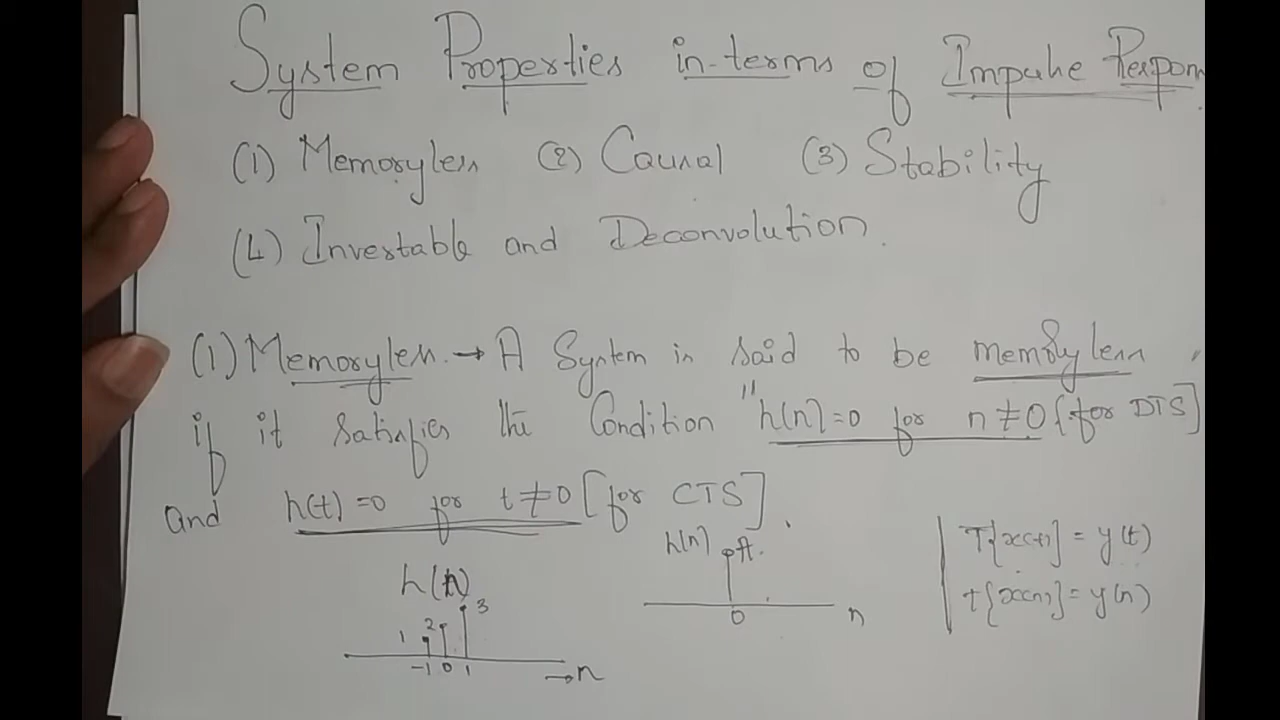 System Properties in-terms of Impulse Respon
(1) Memoryless (2) Causal (3) Stability
(4) Invertable and Deconvolution.
(1) Memoryless → A System is said to be memoryless,
if it satisfies the Condition "h(n)=0 for n≠0 [for DTS]
and h(t)=0 for t≠0 [for CTS].
h(n)
1 2 3
-1 0 1 → n
h(n) A.
0 n
T[x(t)] = y(t)
T[x(n)] = y(n)